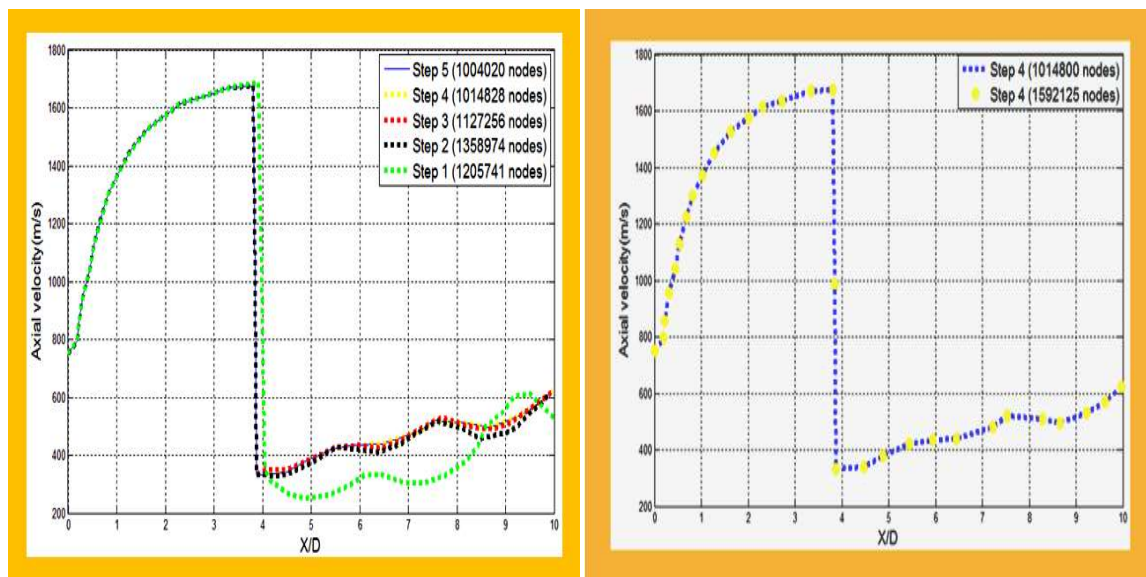 1800
1600
1400
1200
1000
800
600
400
200
Axial velocity(m/s)
0 1 2 3 4 5 6 7 8 9 10
X/D
Step 5 (1004020 nodes)
Step 4 (1014828 nodes)
Step 3 (1127256 nodes)
Step 2 (1358974 nodes)
Step 1 (1205741 nodes)
1800
1600
1400
1200
1000
800
600
400
200
Axial velocity(m/s)
0 1 2 3 4 5 6 7 8 9 10
X/D
Step 4 (1014800 nodes)
Step 4 (1592125 nodes)